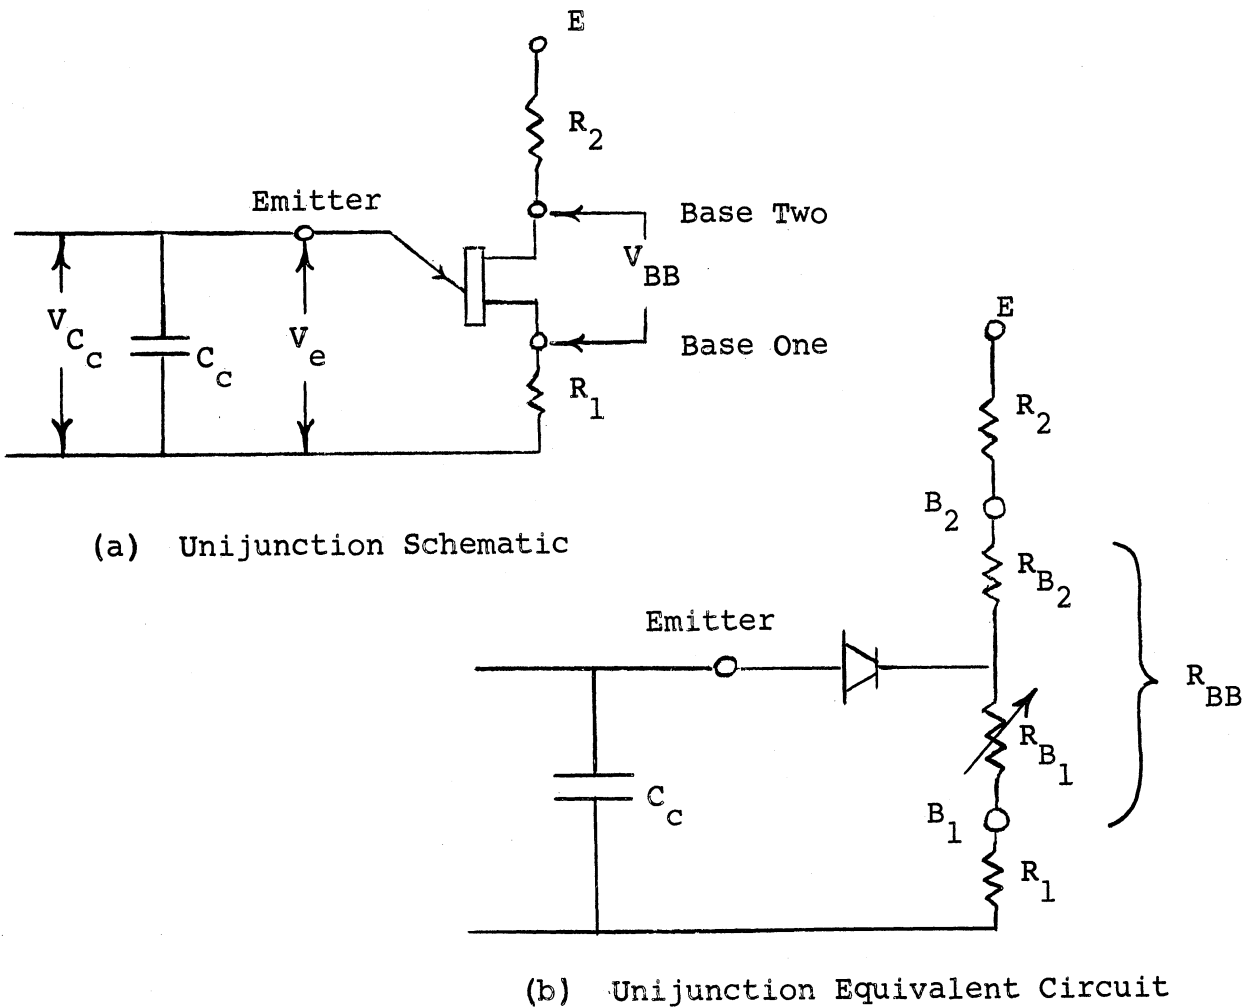 E
R2
Emitter
Base Two
VBB
VCc
Cc
Ve
Base One
R1
(a) Unijunction Schematic
E
R2
B2
RB2
Emitter
RBB
RB1
Cc
B1
R1
(b) Unijunction Equivalent Circuit